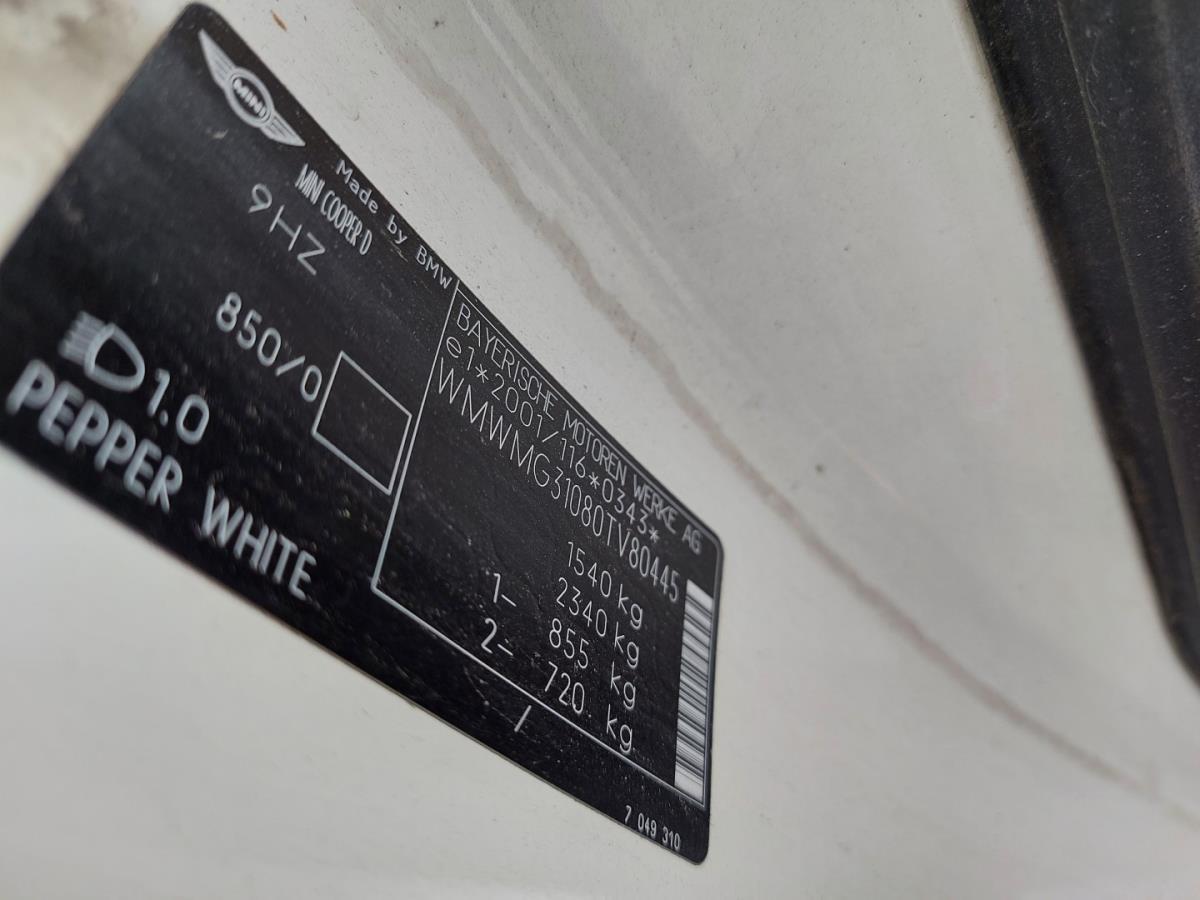 MINI
Made by BMW
MINI COOPER D
9HZ
850/0
1.0
PEPPER WHITE
BAYERISCHE MOTOREN WERKE AG
e1*2001/116*0343*
WMWMG31080TV80445
1540 kg
2340 kg
1- 855 kg
2- 720 kg
/
7 049 310